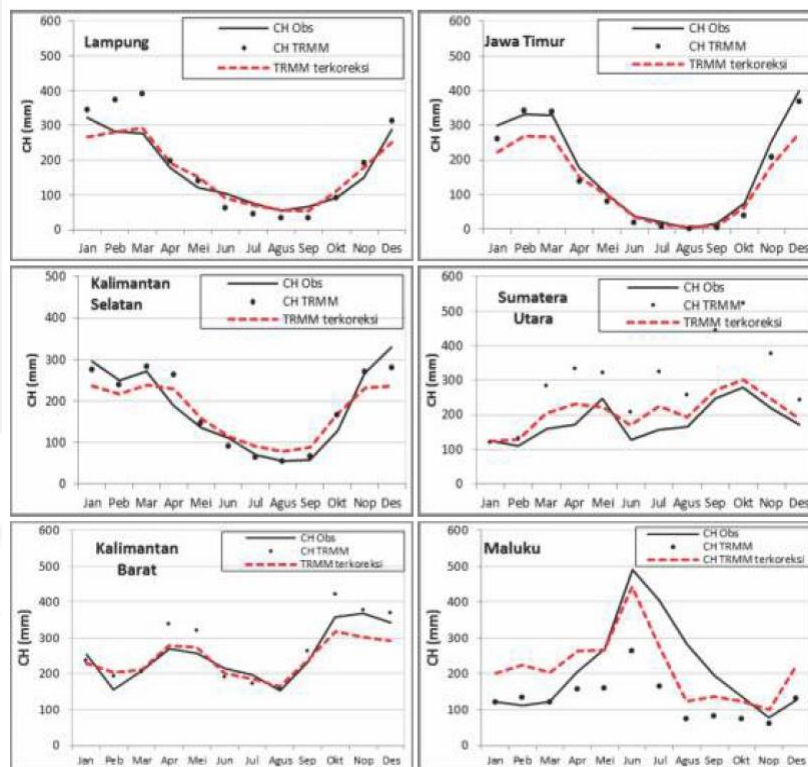 Lampung
CH Obs
CH TRMM
TRMM terkoreksi
CH (mm)
600
500
400
300
200
100
0
Jan Peb Mar Apr Mei Jun Jul Agus Sep Okt Nop Des
Jawa Timur
CH Obs
CH TRMM
TRMM terkoreksi
600
500
400
300
200
100
0
Jan Peb Mar Apr Mei Jun Jul Agus Sep Okt Nop Des
Kalimantan
Selatan
CH Obs
CH TRMM
TRMM terkoreksi
CH (mm)
500
400
300
200
100
0
Jan Peb Mar Apr Mei Jun Jul Agus Sep Okt Nop Des
Sumatera
Utara
CH Obs
CH TRMM
TRMM terkoreksi
CH (mm)
600
500
400
300
200
100
0
Jan Peb Mar Apr Mei Jun Jul Agus Sep Okt Nop Des
Kalimantan
Barat
CH Obs
CH TRMM
TRMM terkoreksi
CH (mm)
600
500
400
300
200
100
0
Jan Peb Mar Apr Mei Jun Jul Agus Sep Okt Nop Des
Maluku
CH Obs
CH TRMM
CH TRMM terkoreksi
CH (mm)
600
500
400
300
200
100
0
Jan Peb Mar Apr Mei Jun Jul Agus Sep Okt Nop Des